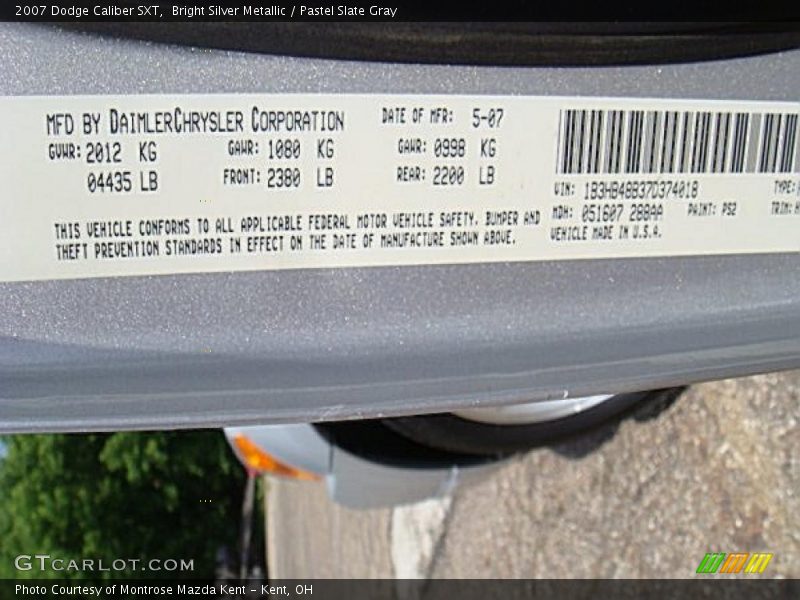 2007 Dodge Caliber SXT,  Bright Silver Metallic / Pastel Slate Gray
MFD BY DAIMLERCHRYSLER CORPORATION DATE OF MFR: 5-07
GVWR: 2012 KG GAWR: 1080 KG GAWR: 0998 KG
04435 LB FRONT: 2380 LB REAR: 2200 LB
VIN: 1B3HB48B37D374018 TYPE:
MDH: 051607 288AA PAINT: PS2 TRIM:
VEHICLE MADE IN U.S.A.
THIS VEHICLE CONFORMS TO ALL APPLICABLE FEDERAL MOTOR VEHICLE SAFETY, BUMPER AND
THEFT PREVENTION STANDARDS IN EFFECT ON THE DATE OF MANUFACTURE SHOWN ABOVE.
GTCARLOT.COM
Photo Courtesy of Montrose Mazda Kent - Kent, OH